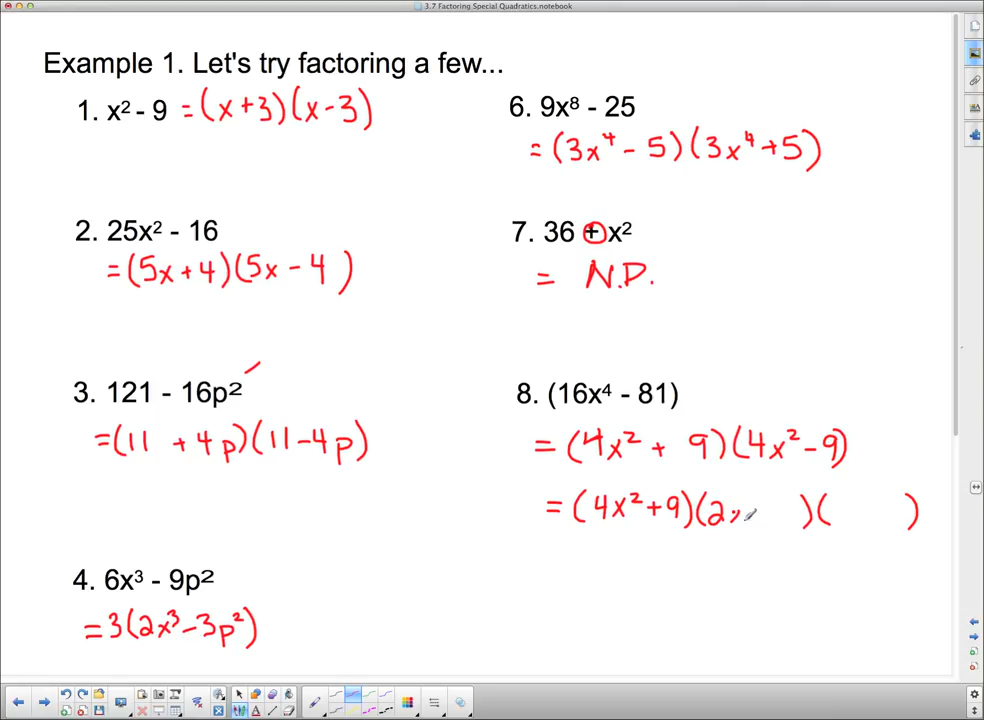 3.7 Factoring Special Quadratics.notebook
Example 1. Let's try factoring a few...
1. x² - 9 = (x+3)(x-3)
2. 25x² - 16
= (5x + 4)(5x - 4)
3. 121 - 16p²
= (11 + 4p)(11 - 4p)
4. 6x³ - 9p²
= 3(2x³ - 3p²)
6. 9x⁸ - 25
= (3x⁴ - 5)(3x⁴ + 5)
7. 36 + x²
= N.D.
8. (16x⁴ - 81)
= (4x² + 9)(4x² - 9)
= (4x² + 9)(2x )( )